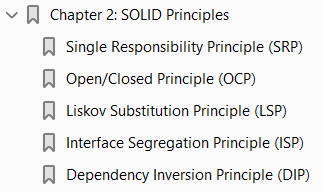 Chapter 2: SOLID Principles
Single Responsibility Principle (SRP)
Open/Closed Principle (OCP)
Liskov Substitution Principle (LSP)
Interface Segregation Principle (ISP)
Dependency Inversion Principle (DIP)